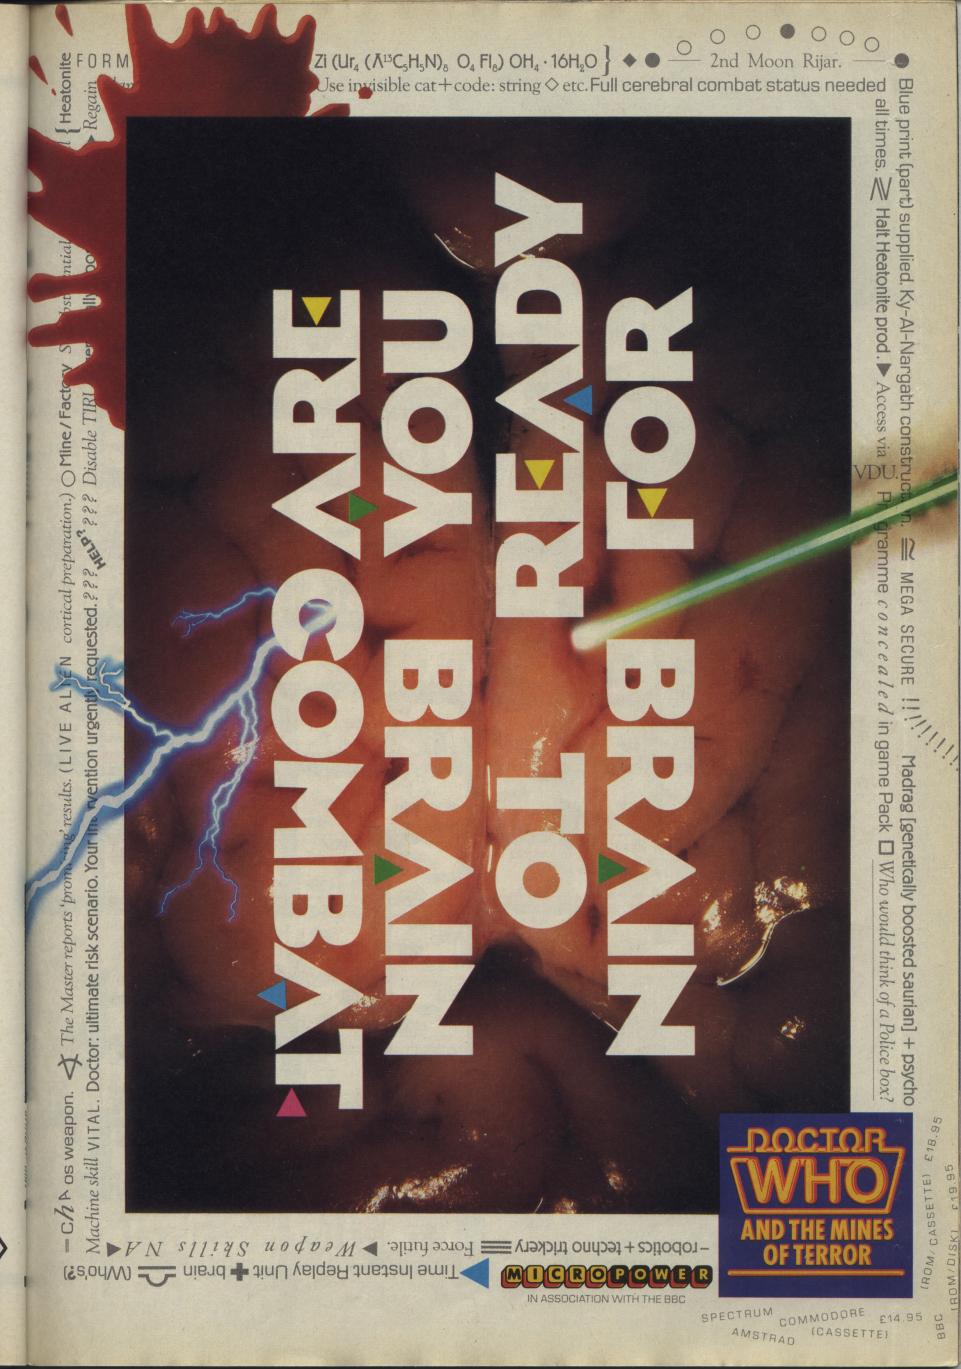 ARE
YOU
READY
FOR
BRAIN
TO
BRAIN
COMBAT
{ Heatonite
FORM
Zi (Ur₄ (Λ¹³C₅H₅N)₈ O₄ Fl₈) OH₄ · 16H₂O } ◆ ● — 2nd Moon Rijar. — ●
Use invisible cat+code: string ◇ etc. Full cerebral combat status needed
Blue print (part) supplied. Ky-Al-Nargath construction. ≅ MEGA SECURE !!!!!!!!! Madrag [genetically boosted saurian] + psycho
all times. Halt Heatonite prod. ▶ Access via VDU. Programme concealed in game Pack □ Who would think of a Police box?
–robotics + techno trickery ≡ Force futile. ▶ Weapon Skills NA
Time Instant Replay Unit ✚ brain (Who's?)
– ChAos weapon. The Master reports 'promising' results. (LIVE ALIEN cortical preparation.) ○ Mine/Factory
Machine skill VITAL. Doctor: ultimate risk scenario. Your intervention urgently requested. ??? HELP? ??? Disable TIRU
▶ Regain
MICROPOWER
IN ASSOCIATION WITH THE BBC
DOCTOR
WHO
AND THE MINES
OF TERROR
SPECTRUM COMMODORE £14.95
AMSTRAD (CASSETTE)
BBC (ROM/CASSETTE) £18.95
(ROM/DISK) £19.95